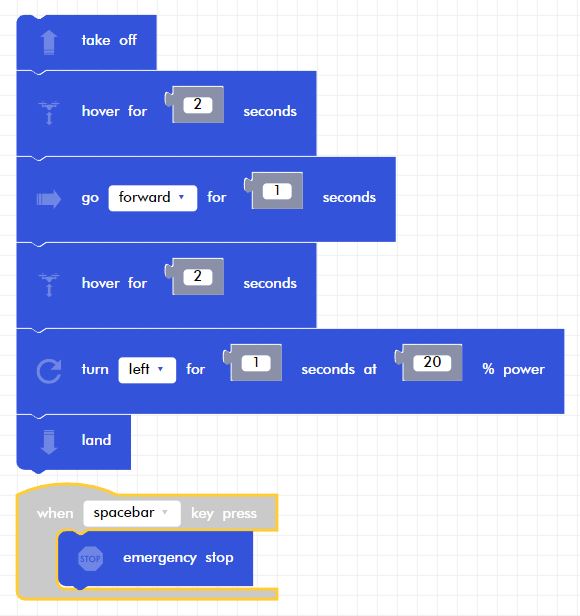 take off
hover for 2 seconds
go forward for 1 seconds
hover for 2 seconds
turn left for 1 seconds at 20 % power
land
when spacebar key press
STOP emergency stop